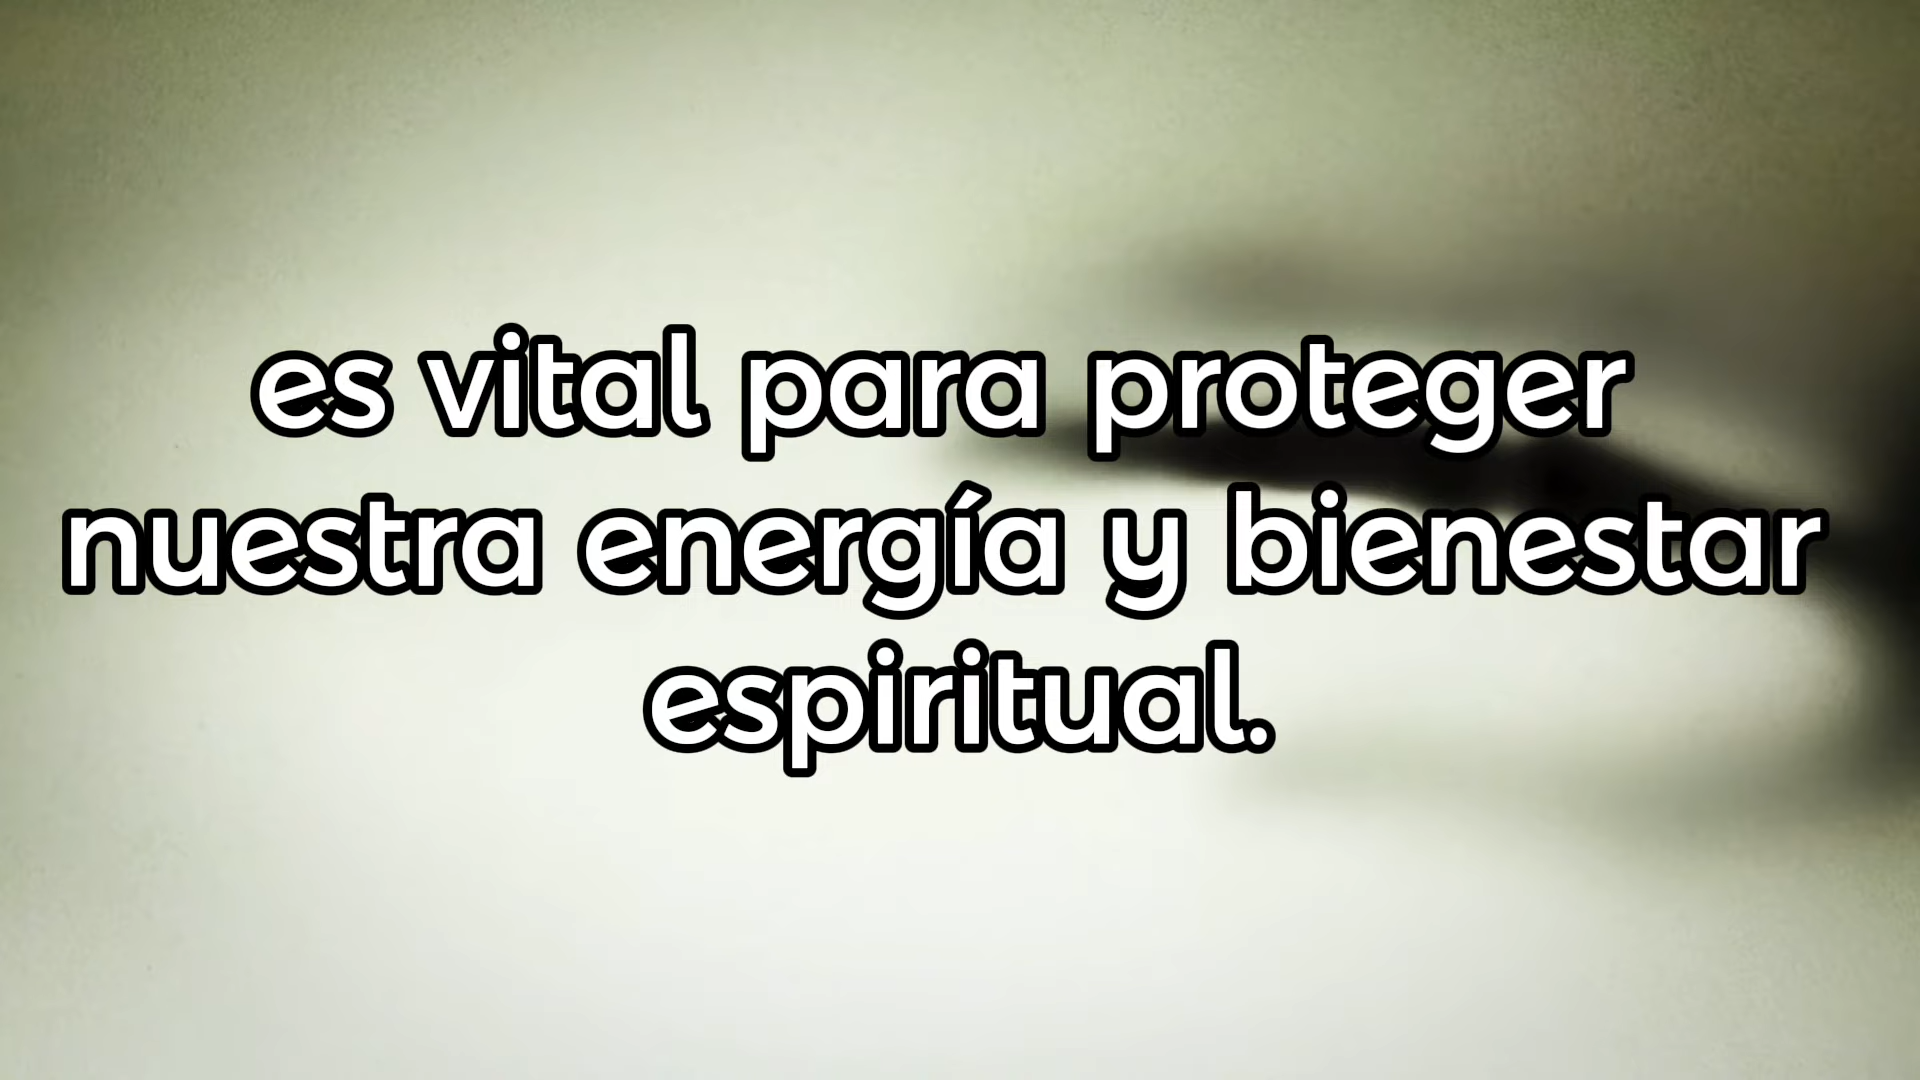 es vital para proteger
nuestra energía y bienestar
espiritual.